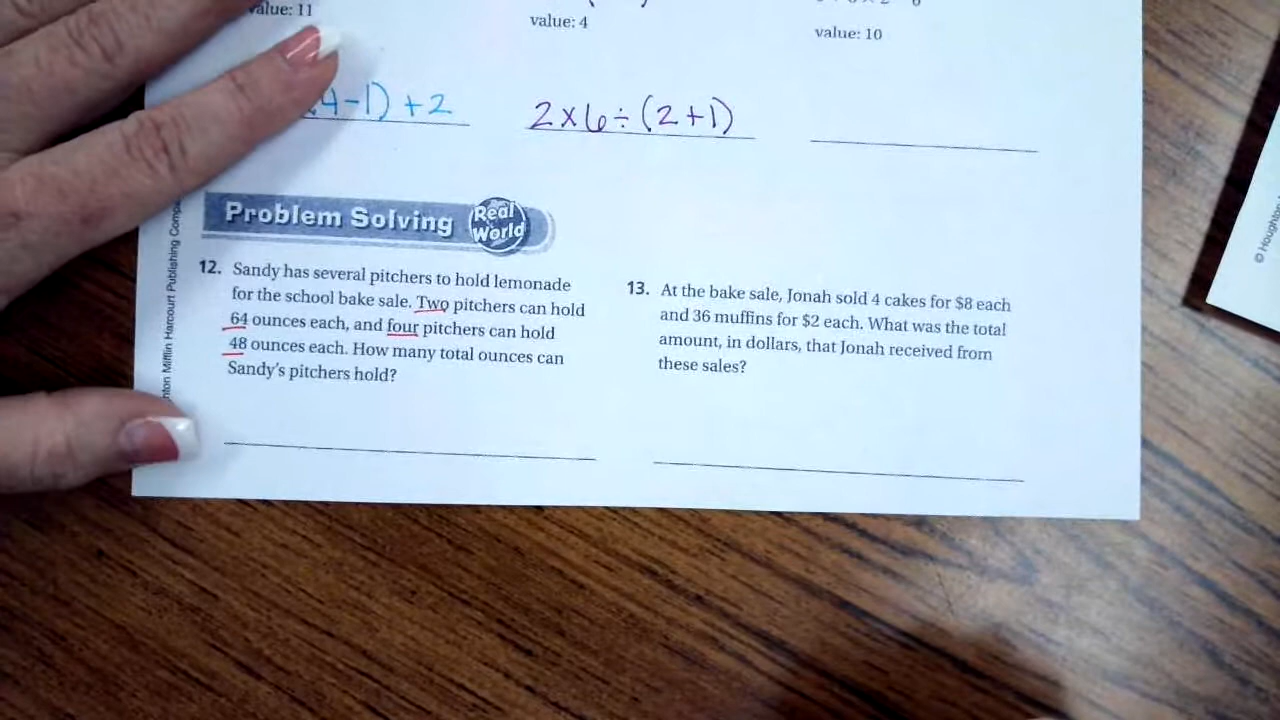 value: 11
value: 4
value: 10
4-1) +2
2×6÷(2+1)
Problem Solving Real World
12. Sandy has several pitchers to hold lemonade
for the school bake sale. Two pitchers can hold
64 ounces each, and four pitchers can hold
48 ounces each. How many total ounces can
Sandy's pitchers hold?
13. At the bake sale, Jonah sold 4 cakes for $8 each
and 36 muffins for $2 each. What was the total
amount, in dollars, that Jonah received from
these sales?
Mifflin Harcourt Publishing
© Houghton